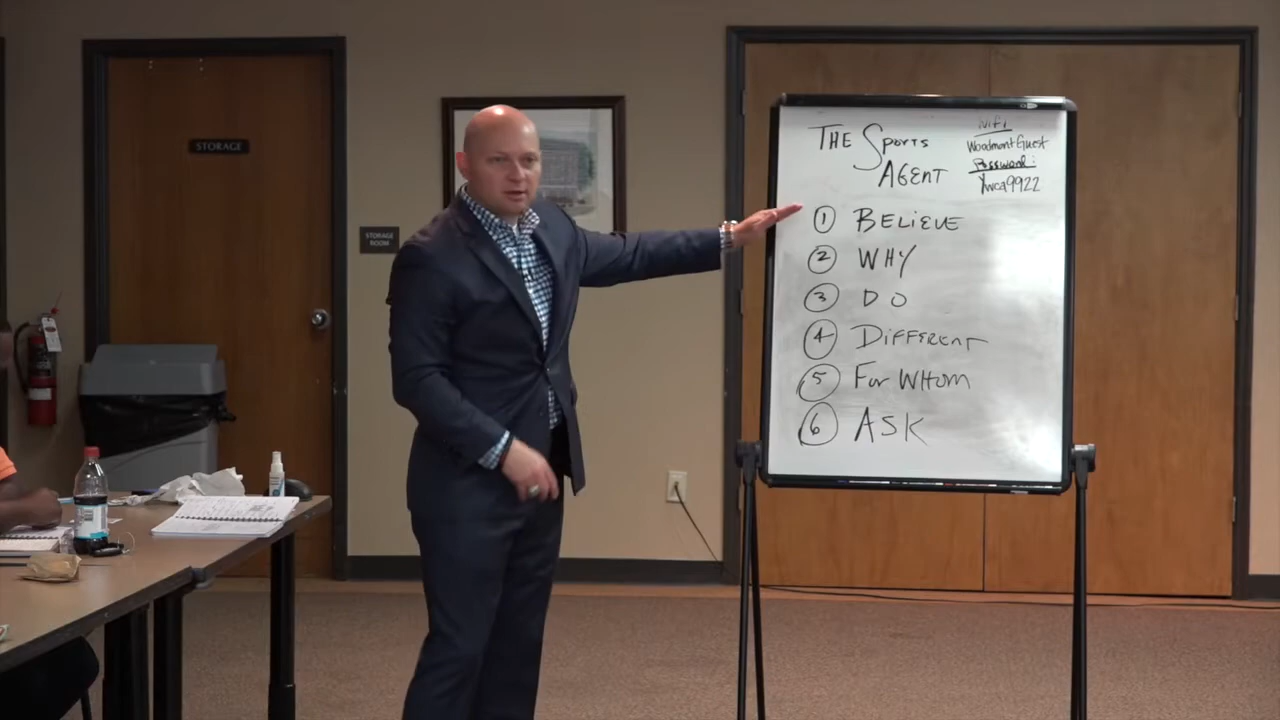 STORAGE
STORAGE
ROOM
THE Sports
AGENT
WiFi
Woodmont Guest
Password:
Ywca9922
1 BELIEVE
2 WHY
3 DO
4 DIFFERENT
5 For WHom
6 ASK